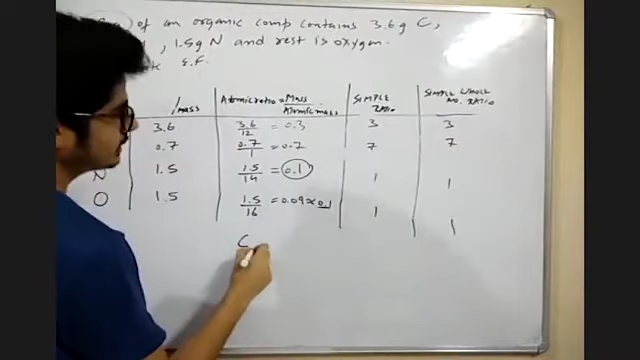 of an organic comp contains 3.6g C,
, 1.5g N and rest is oxygen.
E.F.
MASS Atomic ratio = Mass/Atomic mass SIMPLE RATIO SIMPLE WHOLE NO. RATIO
3.6 3.6/12 = 0.3 3 3
0.7 0.7/1 = 0.7 7 7
N 1.5 1.5/14 = 0.1 1 1
O 1.5 1.5/16 = 0.09 ≈ 0.1 1 1
C